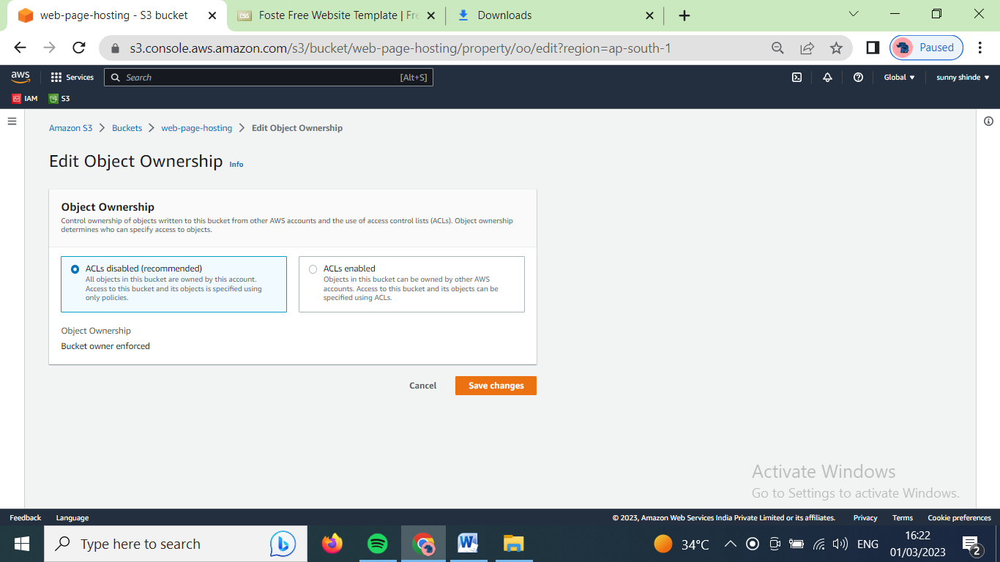 web-page-hosting - S3 bucket
Foste Free Website Template | Fre
Downloads
s3.console.aws.amazon.com/s3/bucket/web-page-hosting/property/oo/edit?region=ap-south-1
Paused
aws
Services
Search
[Alt+S]
Global
sunny shinde
IAM
S3
Amazon S3 > Buckets > web-page-hosting > Edit Object Ownership
Edit Object Ownership Info
Object Ownership
Control ownership of objects written to this bucket from other AWS accounts and the use of access control lists (ACLs). Object ownership
determines who can specify access to objects.
ACLs disabled (recommended)
All objects in this bucket are owned by this account.
Access to this bucket and its objects is specified using
only policies.
ACLs enabled
Objects in this bucket can be owned by other AWS
accounts. Access to this bucket and its objects can be
specified using ACLs.
Object Ownership
Bucket owner enforced
Cancel
Save changes
Activate Windows
Go to Settings to activate Windows.
Feedback
Language
© 2023, Amazon Web Services India Private Limited or its affiliates.
Privacy
Terms
Cookie preferences
Type here to search
34°C
ENG
16:22
01/03/2023
2